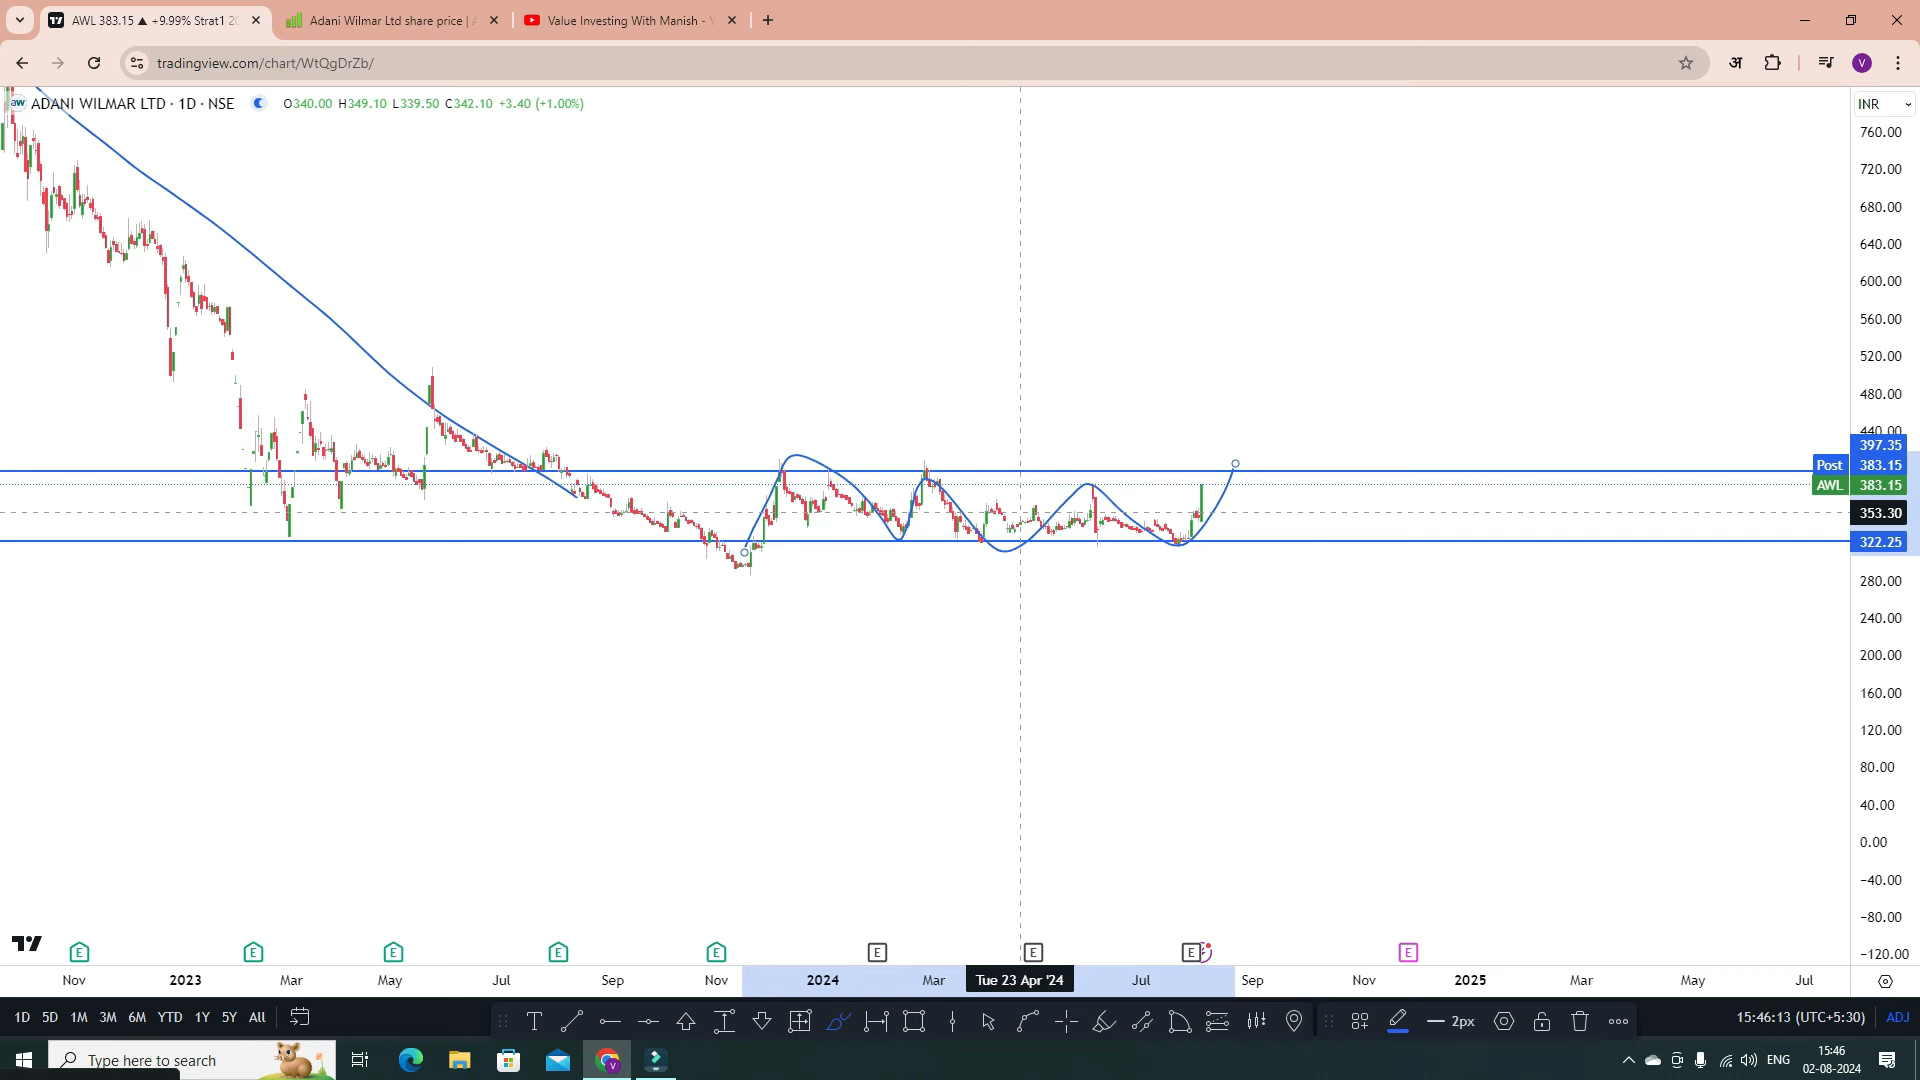 AWL 383.15 ▲ +9.99% Strat1 20
Adani Wilmar Ltd share price |
Value Investing With Manish -
tradingview.com/chart/WtQgDrZb/
अ
V
aw ADANI WILMAR LTD · 1D · NSE O340.00 H349.10 L339.50 C342.10 +3.40 (+1.00%)
INR
760.00
720.00
680.00
640.00
600.00
560.00
520.00
480.00
440.00
397.35
Post 383.15
AWL 383.15
353.30
322.25
280.00
240.00
200.00
160.00
120.00
80.00
40.00
0.00
−40.00
−80.00
−120.00
E E E E E E E E E
Nov 2023 Mar May Jul Sep Nov 2024 Mar Tue 23 Apr '24 Jul Sep Nov 2025 Mar May Jul
1D 5D 1M 3M 6M YTD 1Y 5Y All
T
2px
15:46:13 (UTC+5:30) ADJ
Type here to search
ENG
15:46
02-08-2024